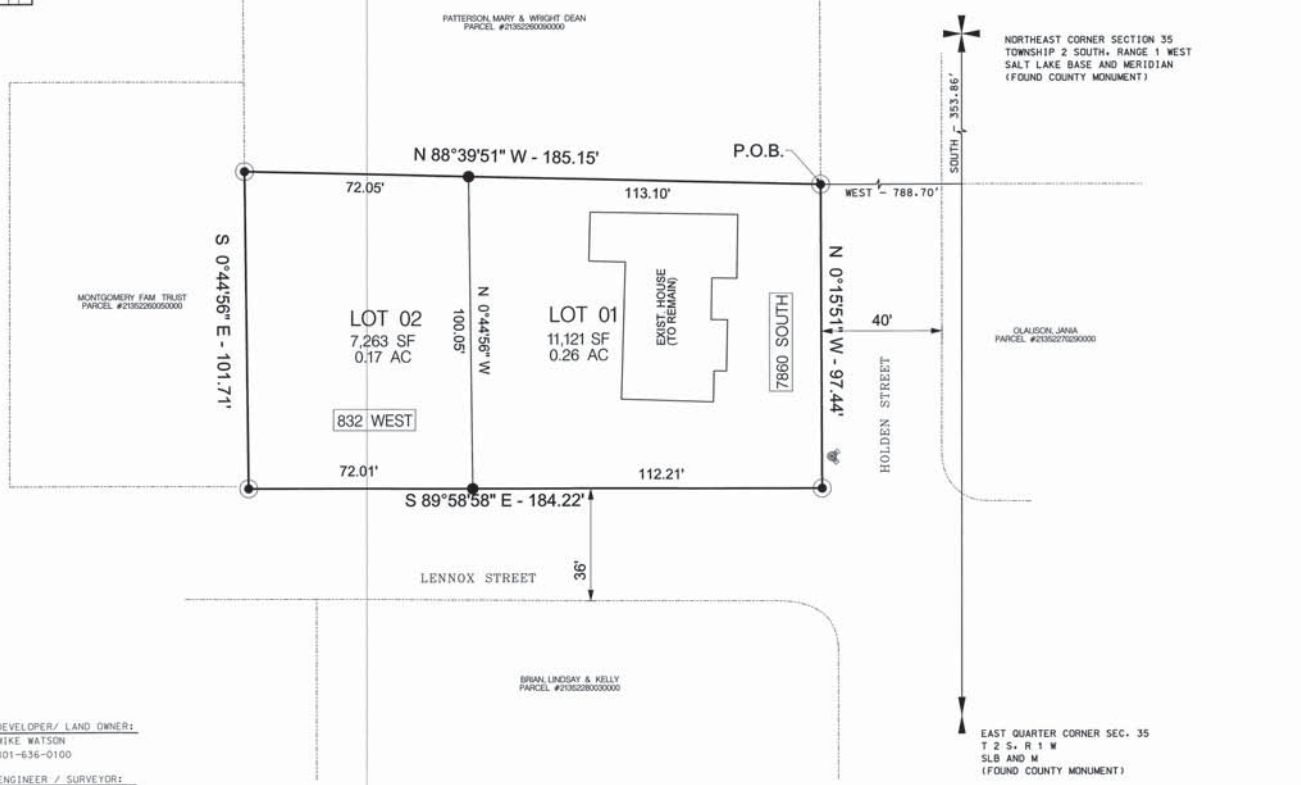 PATTERSON, MARY & WRIGHT DEAN
PARCEL #21352260090000
NORTHEAST CORNER SECTION 35
TOWNSHIP 2 SOUTH, RANGE 1 WEST
SALT LAKE BASE AND MERIDIAN
(FOUND COUNTY MONUMENT)
SOUTH - 353.86'
N 88°39'51" W - 185.15'
P.O.B.
72.05'
113.10'
WEST - 788.70'
S 0°44'56" E - 101.71'
MONTGOMERY FAM TRUST
PARCEL #21352260050000
LOT 02
7,263 SF
0.17 AC
832 WEST
N 0°44'56" W
100.05'
LOT 01
11,121 SF
0.26 AC
EXIST. HOUSE
(TO REMAIN)
7860 SOUTH
N 0°15'51" W - 97.44'
40'
HOLDEN STREET
OLAUSON, JANIA
PARCEL #21352270290000
72.01'
112.21'
S 89°58'58" E - 184.22'
LENNOX STREET
36'
BRIAN, LINDSAY & KELLY
PARCEL #21352280030000
DEVELOPER/ LAND OWNER:
MIKE WATSON
801-636-0100
ENGINEER / SURVEYOR:
EAST QUARTER CORNER SEC. 35
T 2 S, R 1 W
SLB AND M
(FOUND COUNTY MONUMENT)